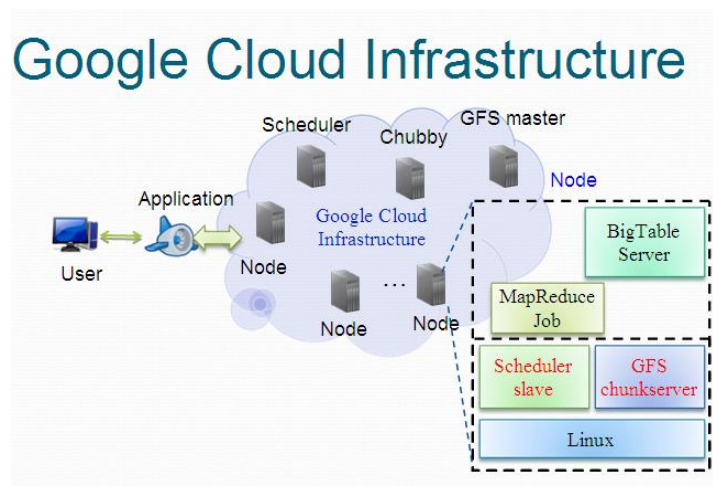 Google Cloud Infrastructure
Scheduler
Chubby
GFS master
Node
Application
Google Cloud
Infrastructure
User
Node
...
Node
Node
BigTable
Server
MapReduce
Job
Scheduler
slave
GFS
chunkserver
Linux